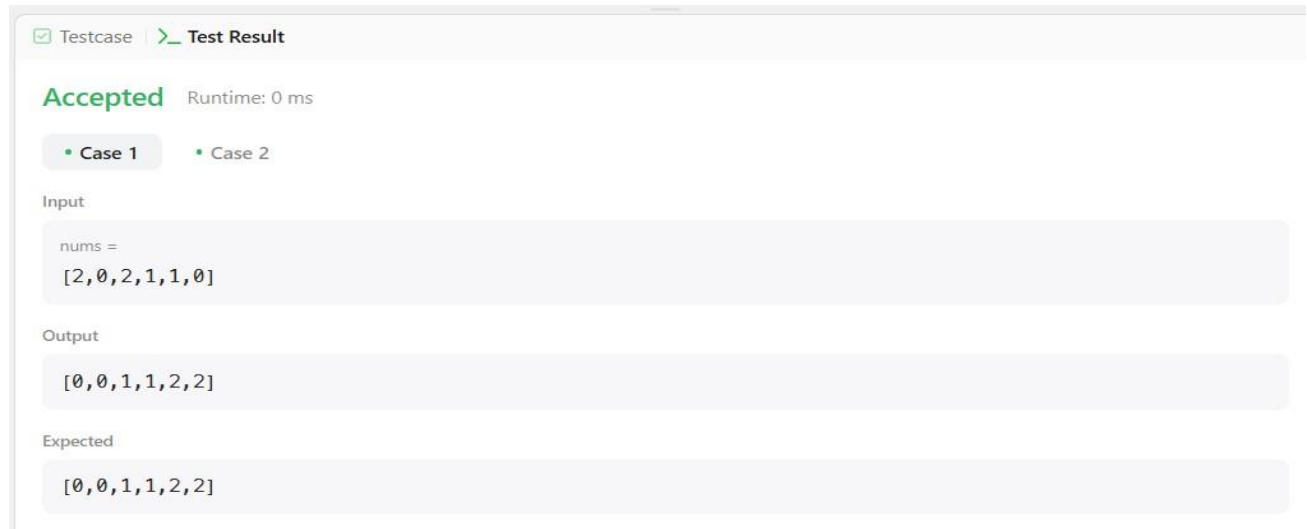 Testcase >_ Test Result
Accepted Runtime: 0 ms
• Case 1 • Case 2
Input
nums =
[2,0,2,1,1,0]
Output
[0,0,1,1,2,2]
Expected
[0,0,1,1,2,2]